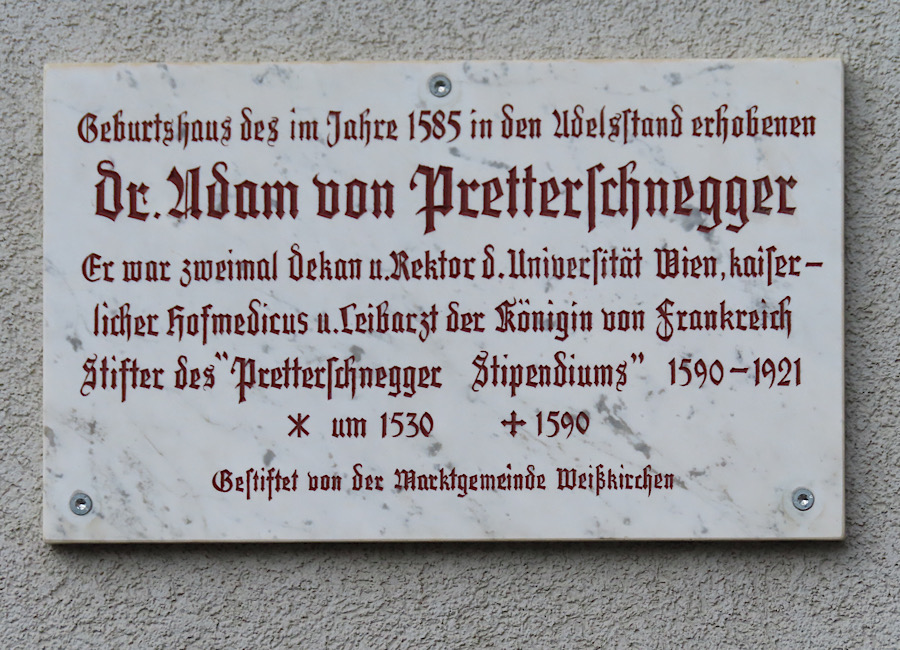 Geburtshaus des im Jahre 1585 in den Adelsstand erhobenen
Dr. Adam von Pretterschnegger
Er war zweimal Dekan u. Rektor d. Universität Wien, kaiser-
licher Hofmedicus u. Leibarzt der Königin von Frankreich
Stifter des "Pretterschnegger Stipendiums" 1590-1921
* um 1530 ✝ 1590
Gestiftet von der Marktgemeinde Weißkirchen